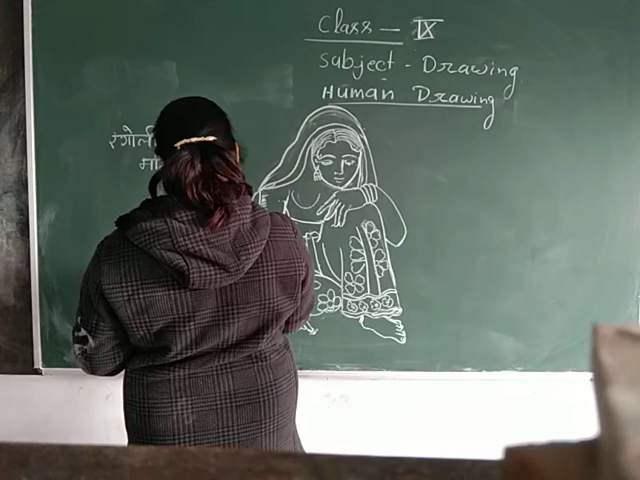 Class - IX
Subject - Drawing
Human Drawing
रंगोली